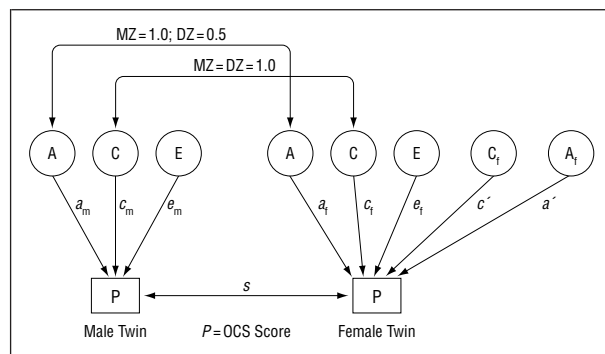 MZ = 1.0; DZ = 0.5
MZ = DZ = 1.0
A C E A C E C_f A_f
a_m c_m e_m a_f c_f e_f c´ a´
P s P
Male Twin P = OCS Score Female Twin